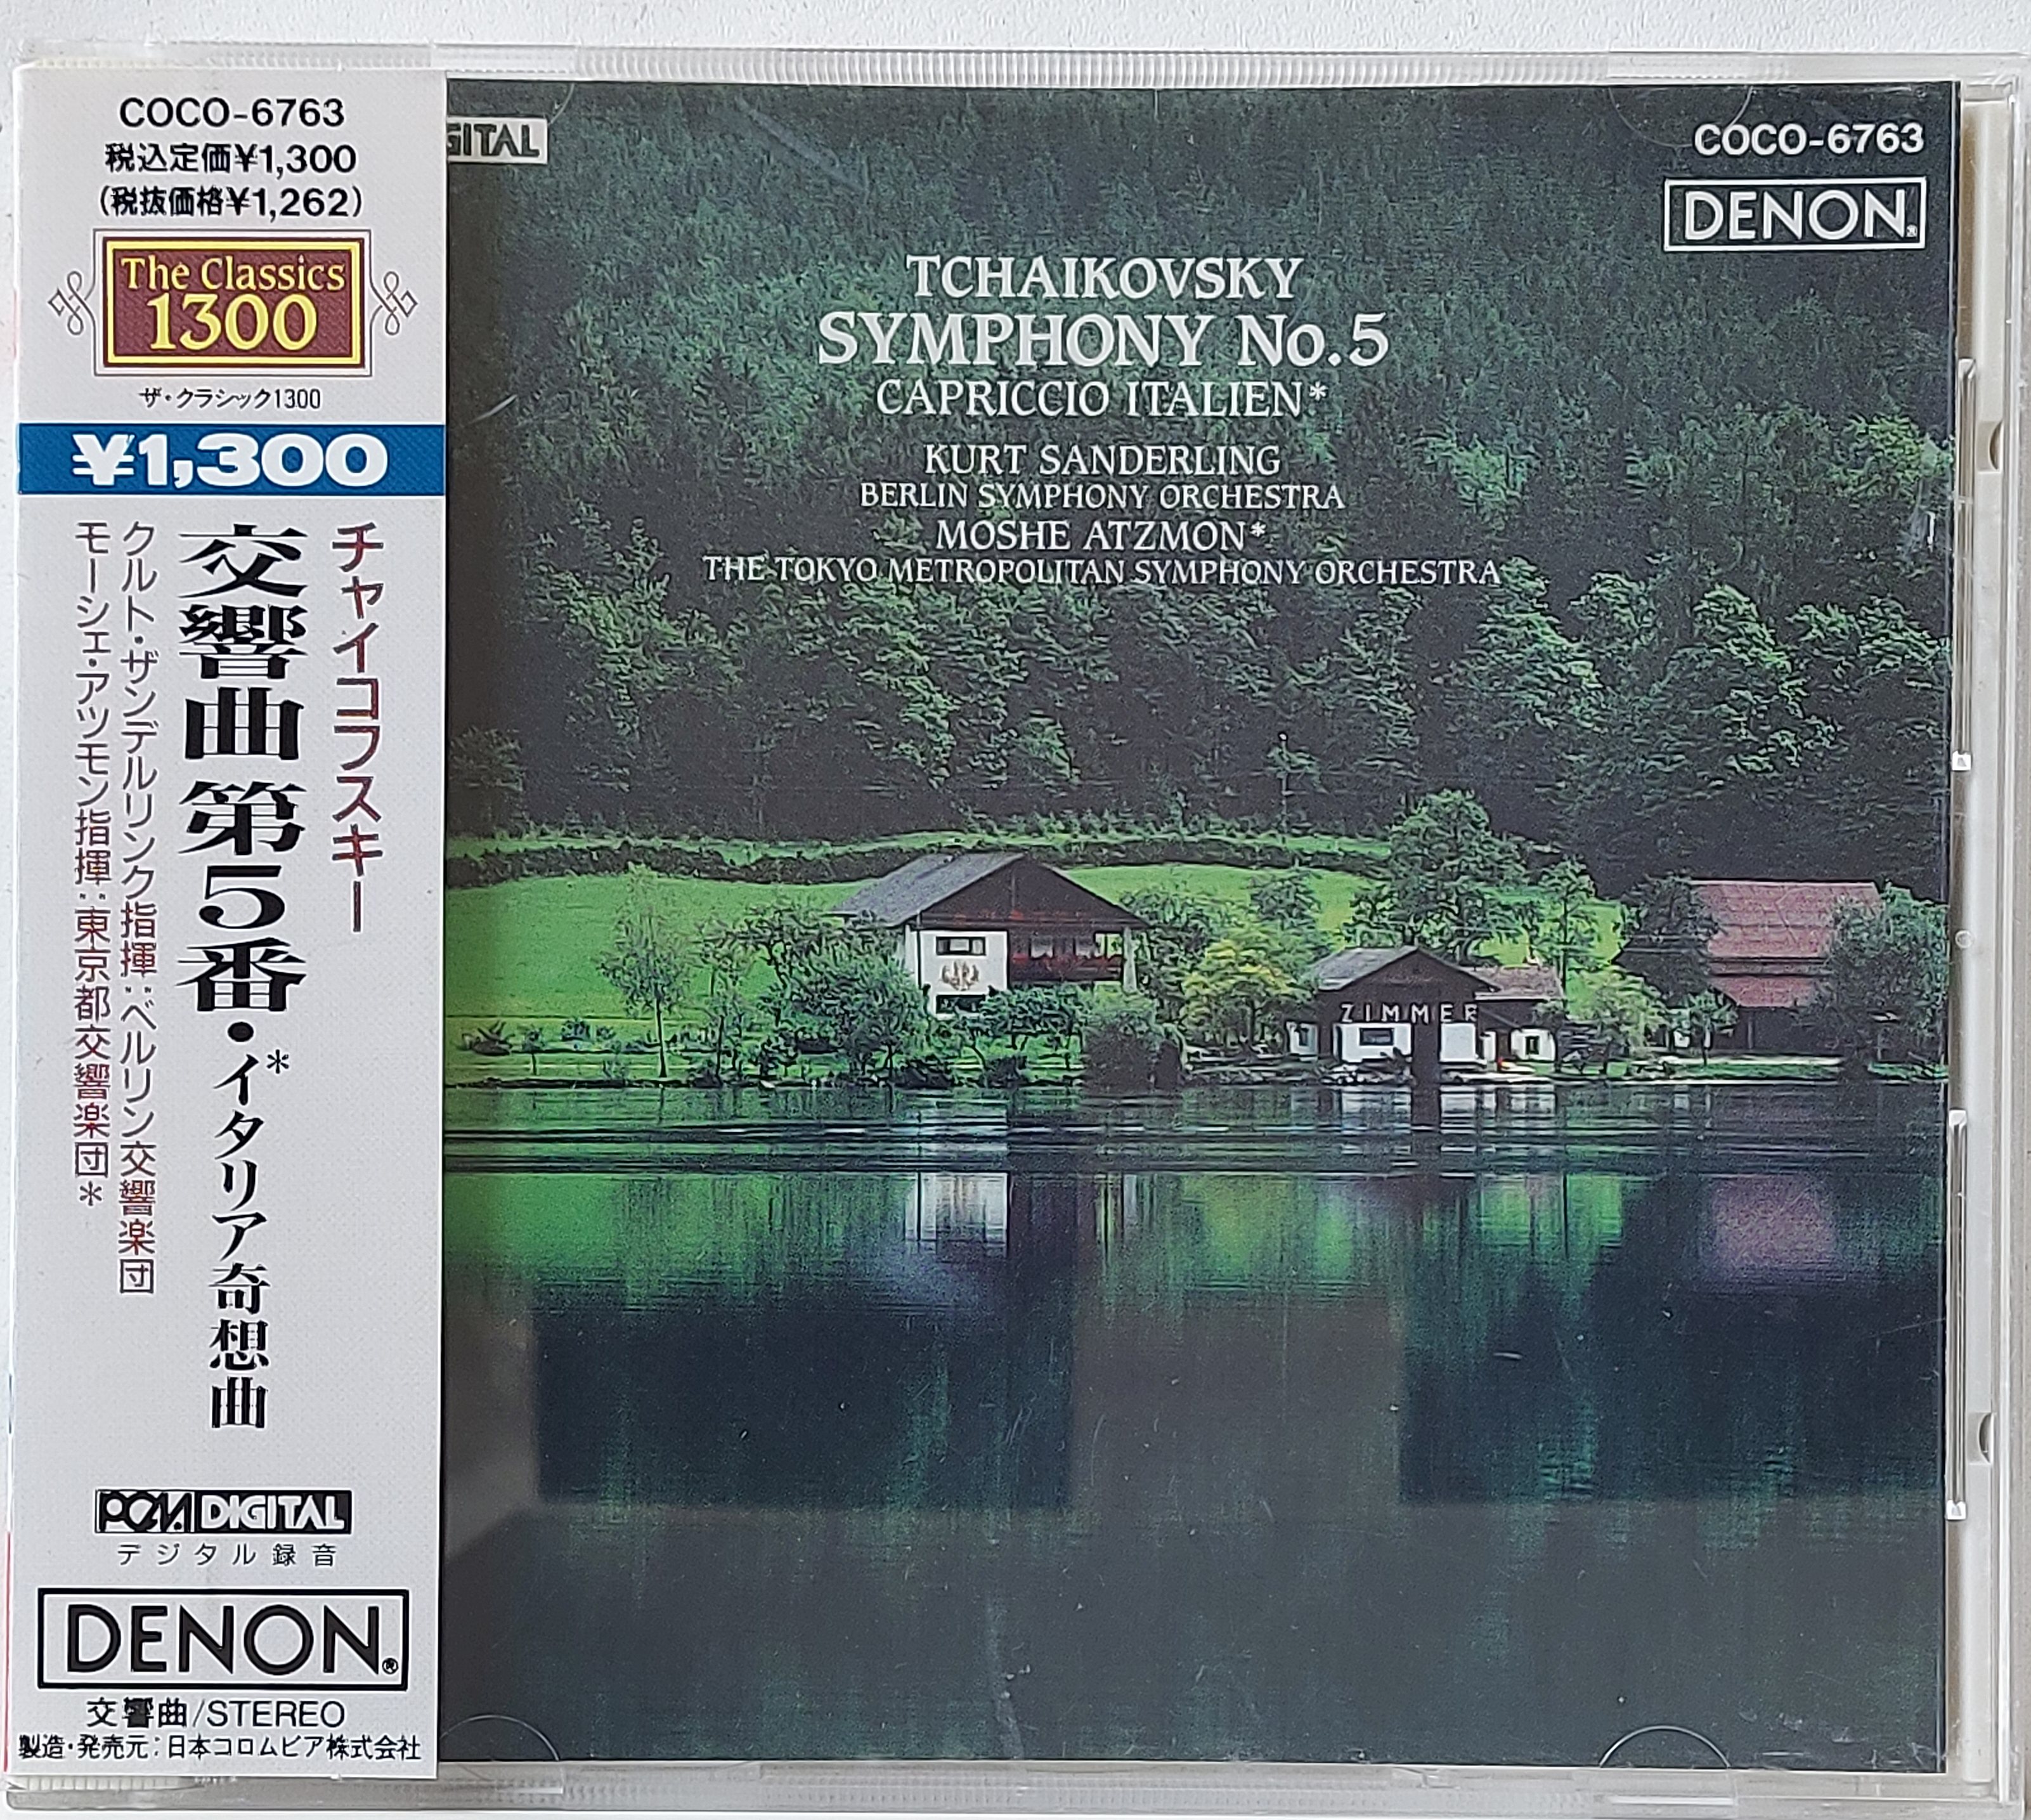 COCO-6763
税込定価¥1,300
(税抜価格¥1,262)
The Classics
1300
ザ・クラシック1300
¥1,300
チャイコフスキー
交響曲 第5番・イタリア奇想曲*
クルト・ザンデルリンク指揮:ベルリン交響楽団
モーシェ・アツモン指揮:東京都交響楽団*
PCM DIGITAL
デジタル録音
DENON®
交響曲/STEREO
製造・発売元:日本コロムビア株式会社
GITAL
COCO-6763
DENON®
TCHAIKOVSKY
SYMPHONY No.5
CAPRICCIO ITALIEN*
KURT SANDERLING
BERLIN SYMPHONY ORCHESTRA
MOSHE ATZMON*
THE TOKYO METROPOLITAN SYMPHONY ORCHESTRA
ZIMMER